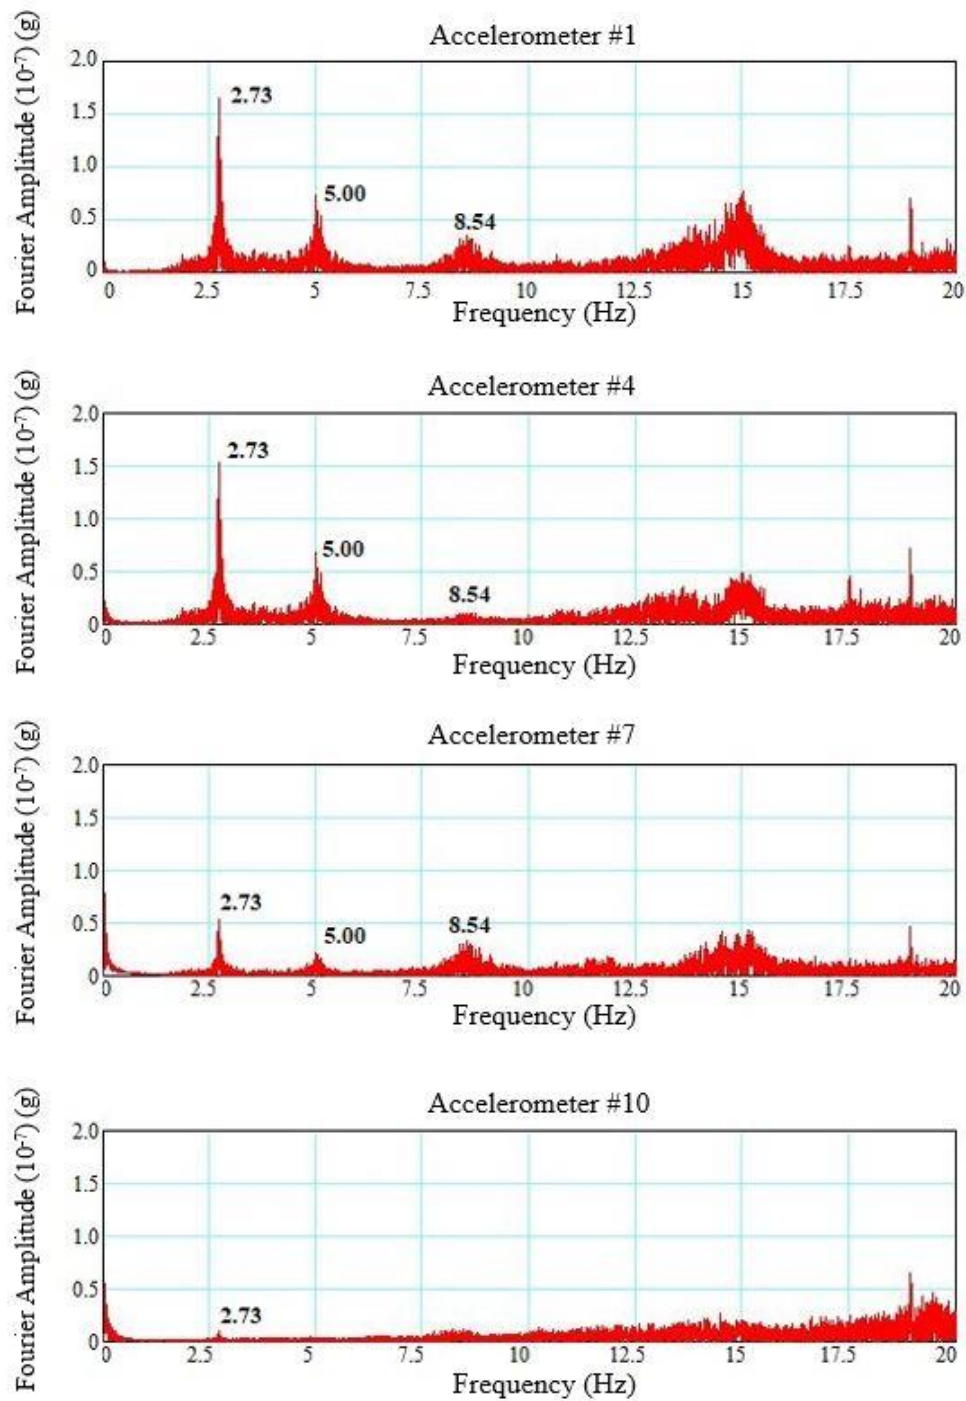 Accelerometer #1
Fourier Amplitude (10⁻⁷) (g)
2.0
1.5
1.0
0.5
0
2.73
5.00
8.54
0 2.5 5 7.5 10 12.5 15 17.5 20
Frequency (Hz)
Accelerometer #4
Fourier Amplitude (10⁻⁷) (g)
2.0
1.5
1.0
0.5
0
2.73
5.00
8.54
0 2.5 5 7.5 10 12.5 15 17.5 20
Frequency (Hz)
Accelerometer #7
Fourier Amplitude (10⁻⁷) (g)
2.0
1.5
1.0
0.5
0
2.73
5.00
8.54
0 2.5 5 7.5 10 12.5 15 17.5 20
Frequency (Hz)
Accelerometer #10
Fourier Amplitude (10⁻⁷) (g)
2.0
1.5
1.0
0.5
0
2.73
0 2.5 5 7.5 10 12.5 15 17.5 20
Frequency (Hz)